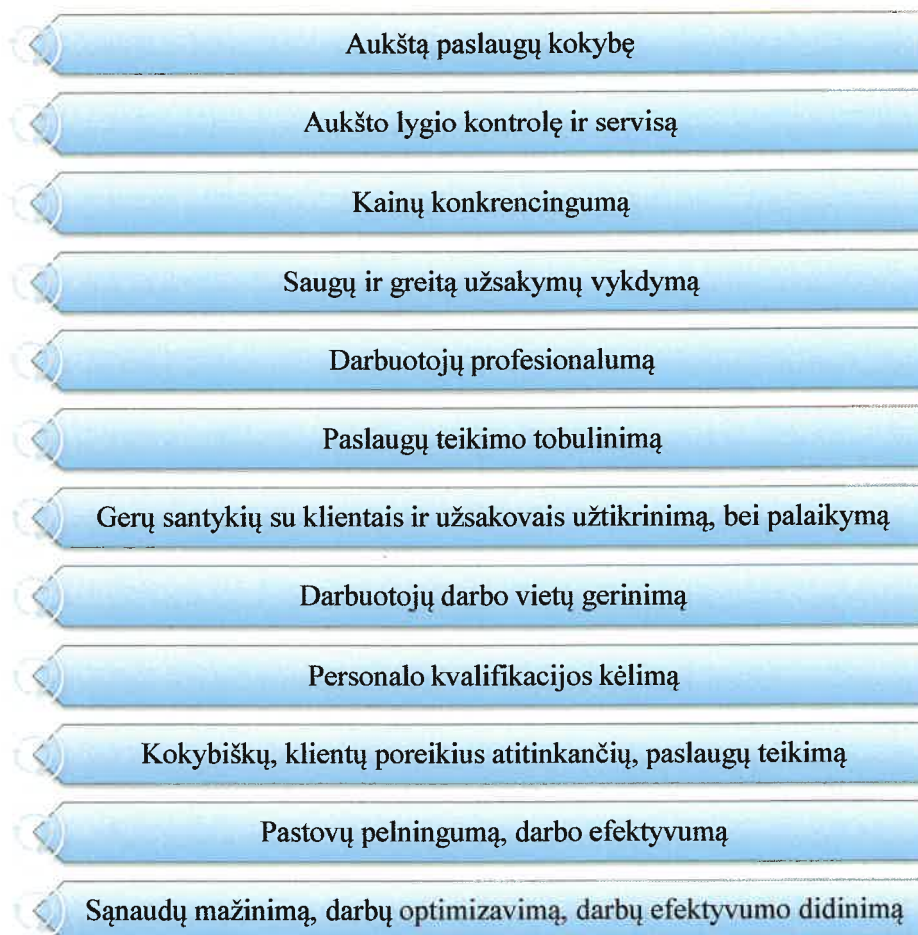 Aukštą paslaugų kokybę
Aukšto lygio kontrolę ir servisą
Kainų konkrencingumą
Saugų ir greitą užsakymų vykdymą
Darbuotojų profesionalumą
Paslaugų teikimo tobulinimą
Gerų santykių su klientais ir užsakovais užtikrinimą, bei palaikymą
Darbuotojų darbo vietų gerinimą
Personalo kvalifikacijos kėlimą
Kokybiškų, klientų poreikius atitinkančių, paslaugų teikimą
Pastovų pelningumą, darbo efektyvumą
Sąnaudų mažinimą, darbų optimizavimą, darbų efektyvumo didinimą